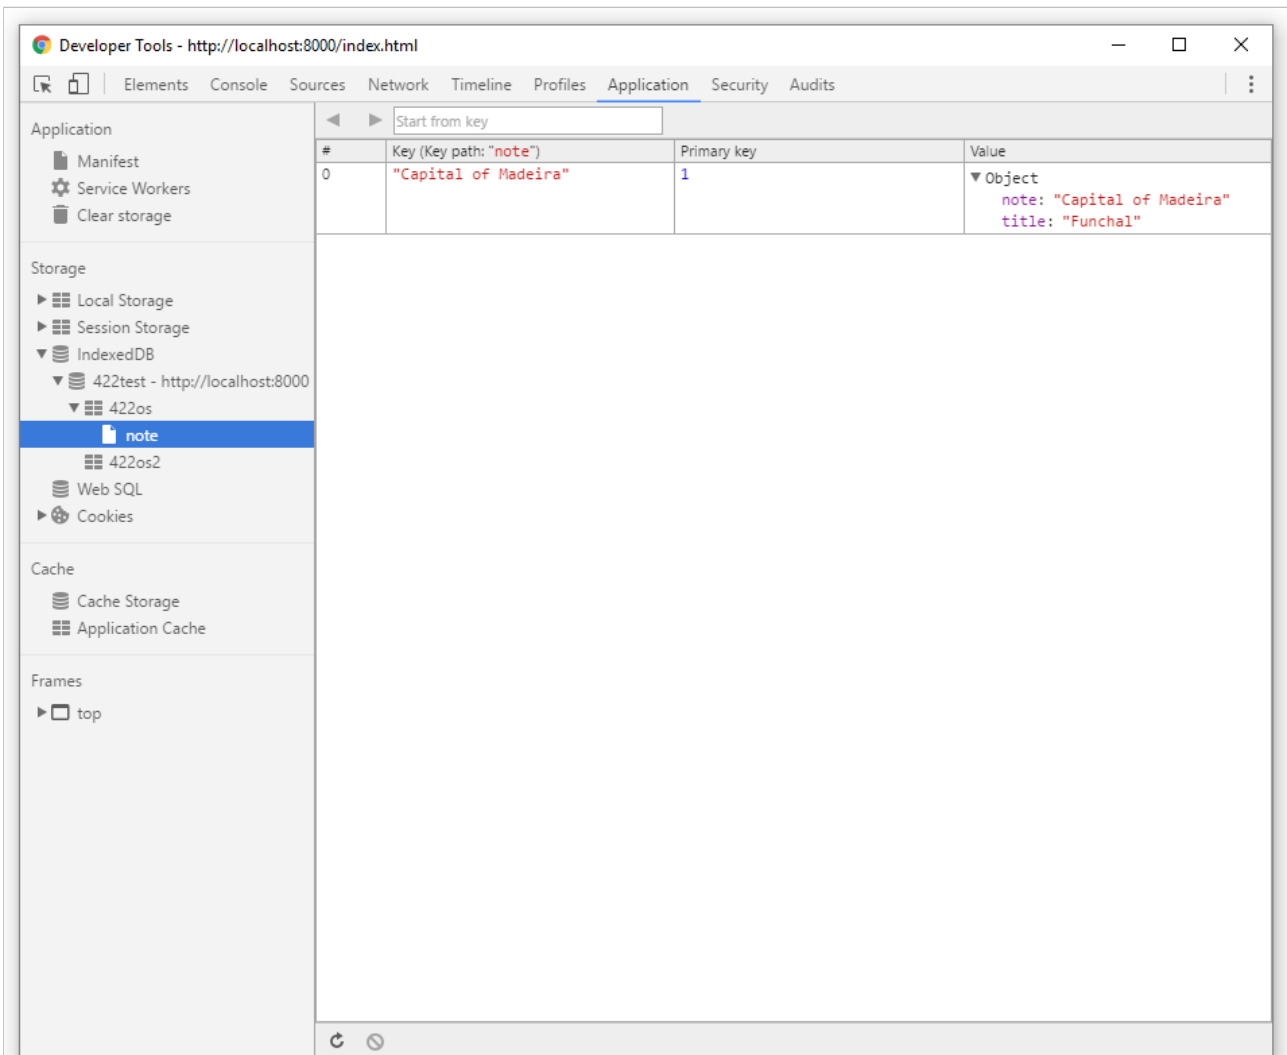 Developer Tools - http://localhost:8000/index.html
Elements Console Sources Network Timeline Profiles Application Security Audits
Application
Manifest
Service Workers
Clear storage
Storage
Local Storage
Session Storage
IndexedDB
422test - http://localhost:8000
422os
note
422os2
Web SQL
Cookies
Cache
Cache Storage
Application Cache
Frames
top
Start from key
# Key (Key path: "note") Primary key Value
0 "Capital of Madeira" 1 Object
note: "Capital of Madeira"
title: "Funchal"